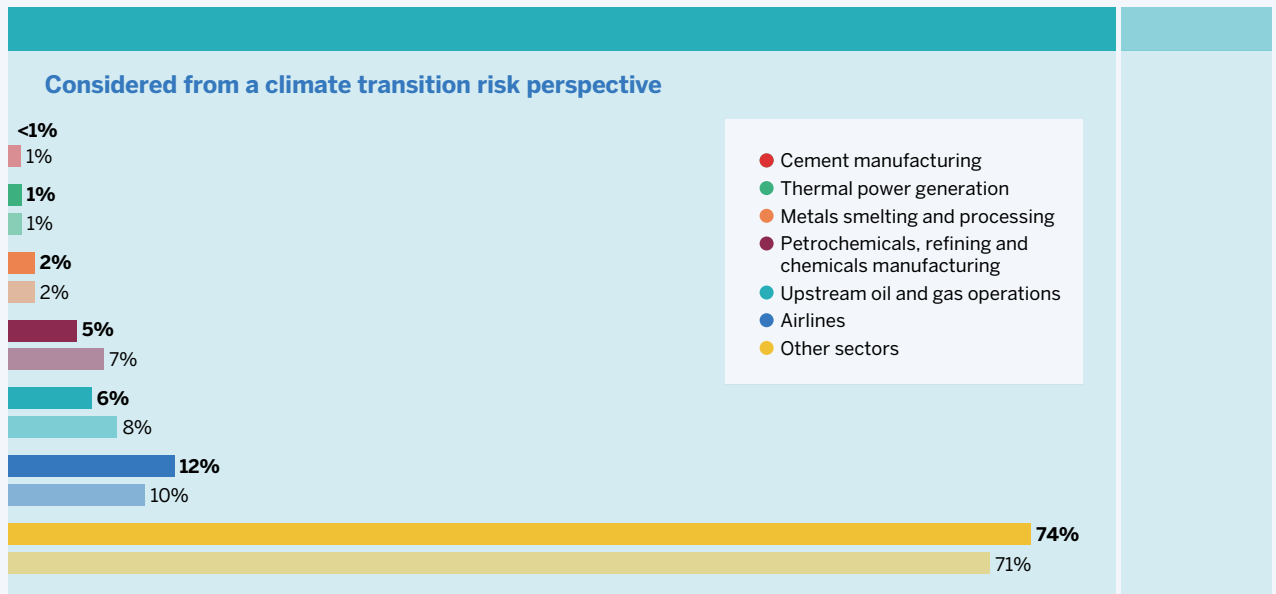 Considered from a climate transition risk perspective
<1%
1%
1%
1%
2%
2%
5%
7%
6%
8%
12%
10%
74%
71%
Cement manufacturing
Thermal power generation
Metals smelting and processing
Petrochemicals, refining and
chemicals manufacturing
Upstream oil and gas operations
Airlines
Other sectors